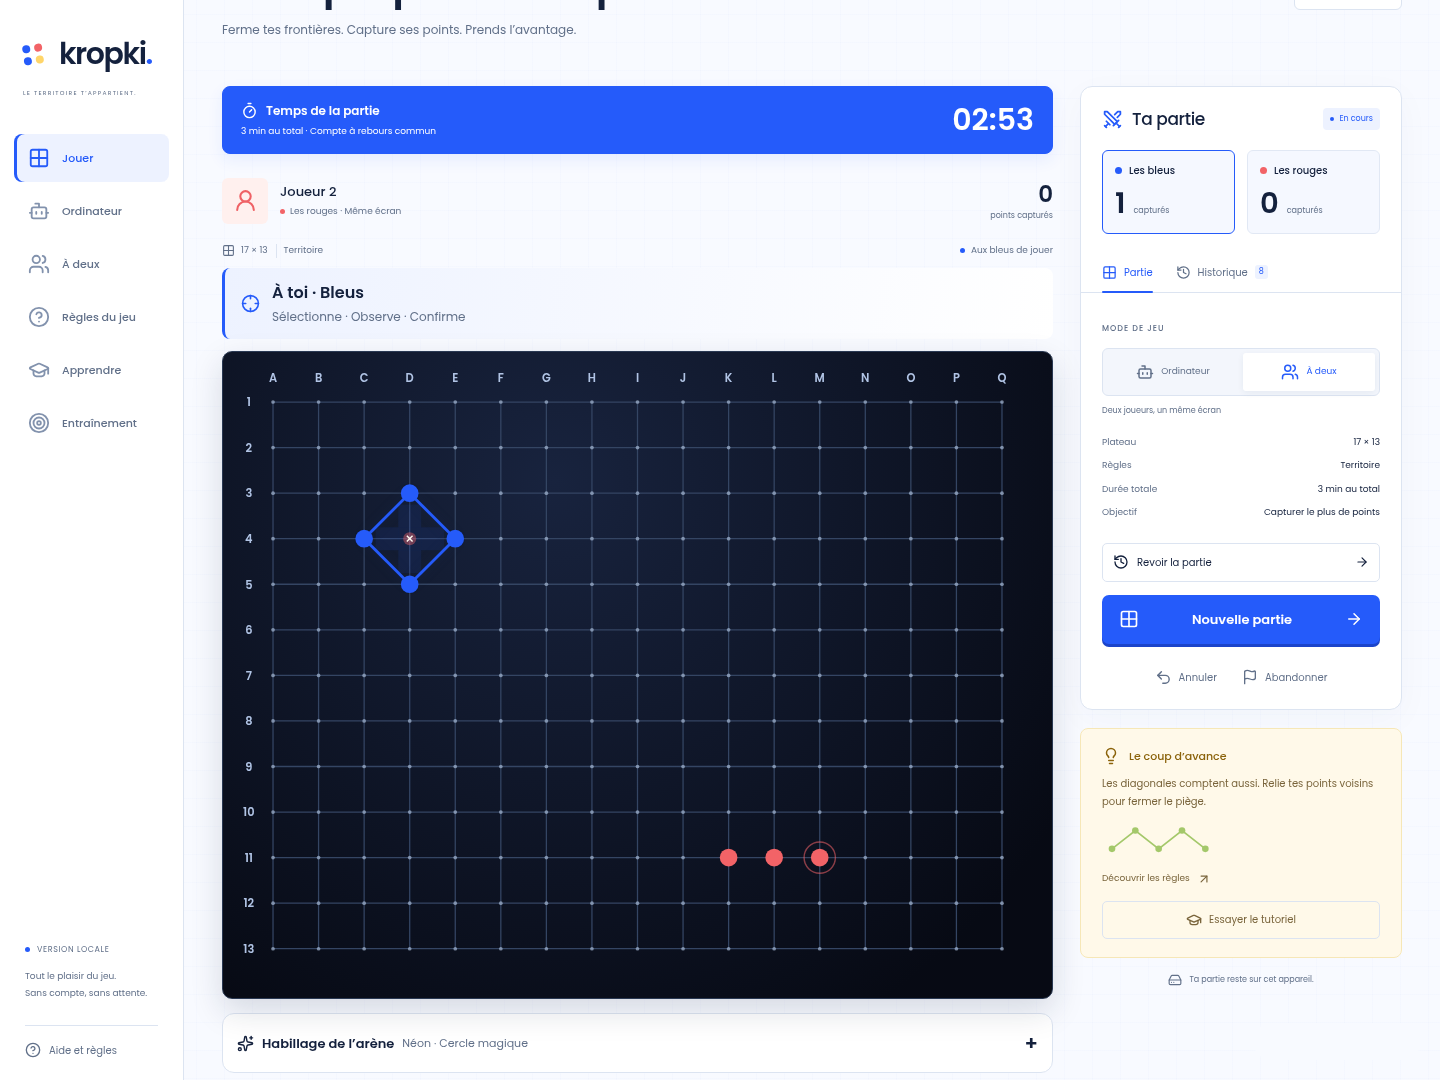 Ferme tes frontières. Capture ses points. Prends l’avantage.
kropki.
LE TERRITOIRE T’APPARTIENT.
Jouer
Ordinateur
À deux
Règles du jeu
Apprendre
Entraînement
VERSION LOCALE
Tout le plaisir du jeu.
Sans compte, sans attente.
Aide et règles
Temps de la partie
3 min au total · Compte à rebours commun
02:53
Joueur 2
Les rouges · Même écran
0
points capturés
17 × 13 Territoire
Aux bleus de jouer
À toi · Bleus
Sélectionne · Observe · Confirme
A B C D E F G H I J K L M N O P Q
1
2
3
4
5
6
7
8
9
10
11
12
13
Habillage de l’arène Néon · Cercle magique +
Ta partie
En cours
Les bleus
1 capturés
Les rouges
0 capturés
Partie
Historique 8
MODE DE JEU
Ordinateur
À deux
Deux joueurs, un même écran
Plateau 17 × 13
Règles Territoire
Durée totale 3 min au total
Objectif Capturer le plus de points
Revoir la partie
Nouvelle partie
Annuler
Abandonner
Le coup d’avance
Les diagonales comptent aussi. Relie tes points voisins
pour fermer le piège.
Découvrir les règles
Essayer le tutoriel
Ta partie reste sur cet appareil.